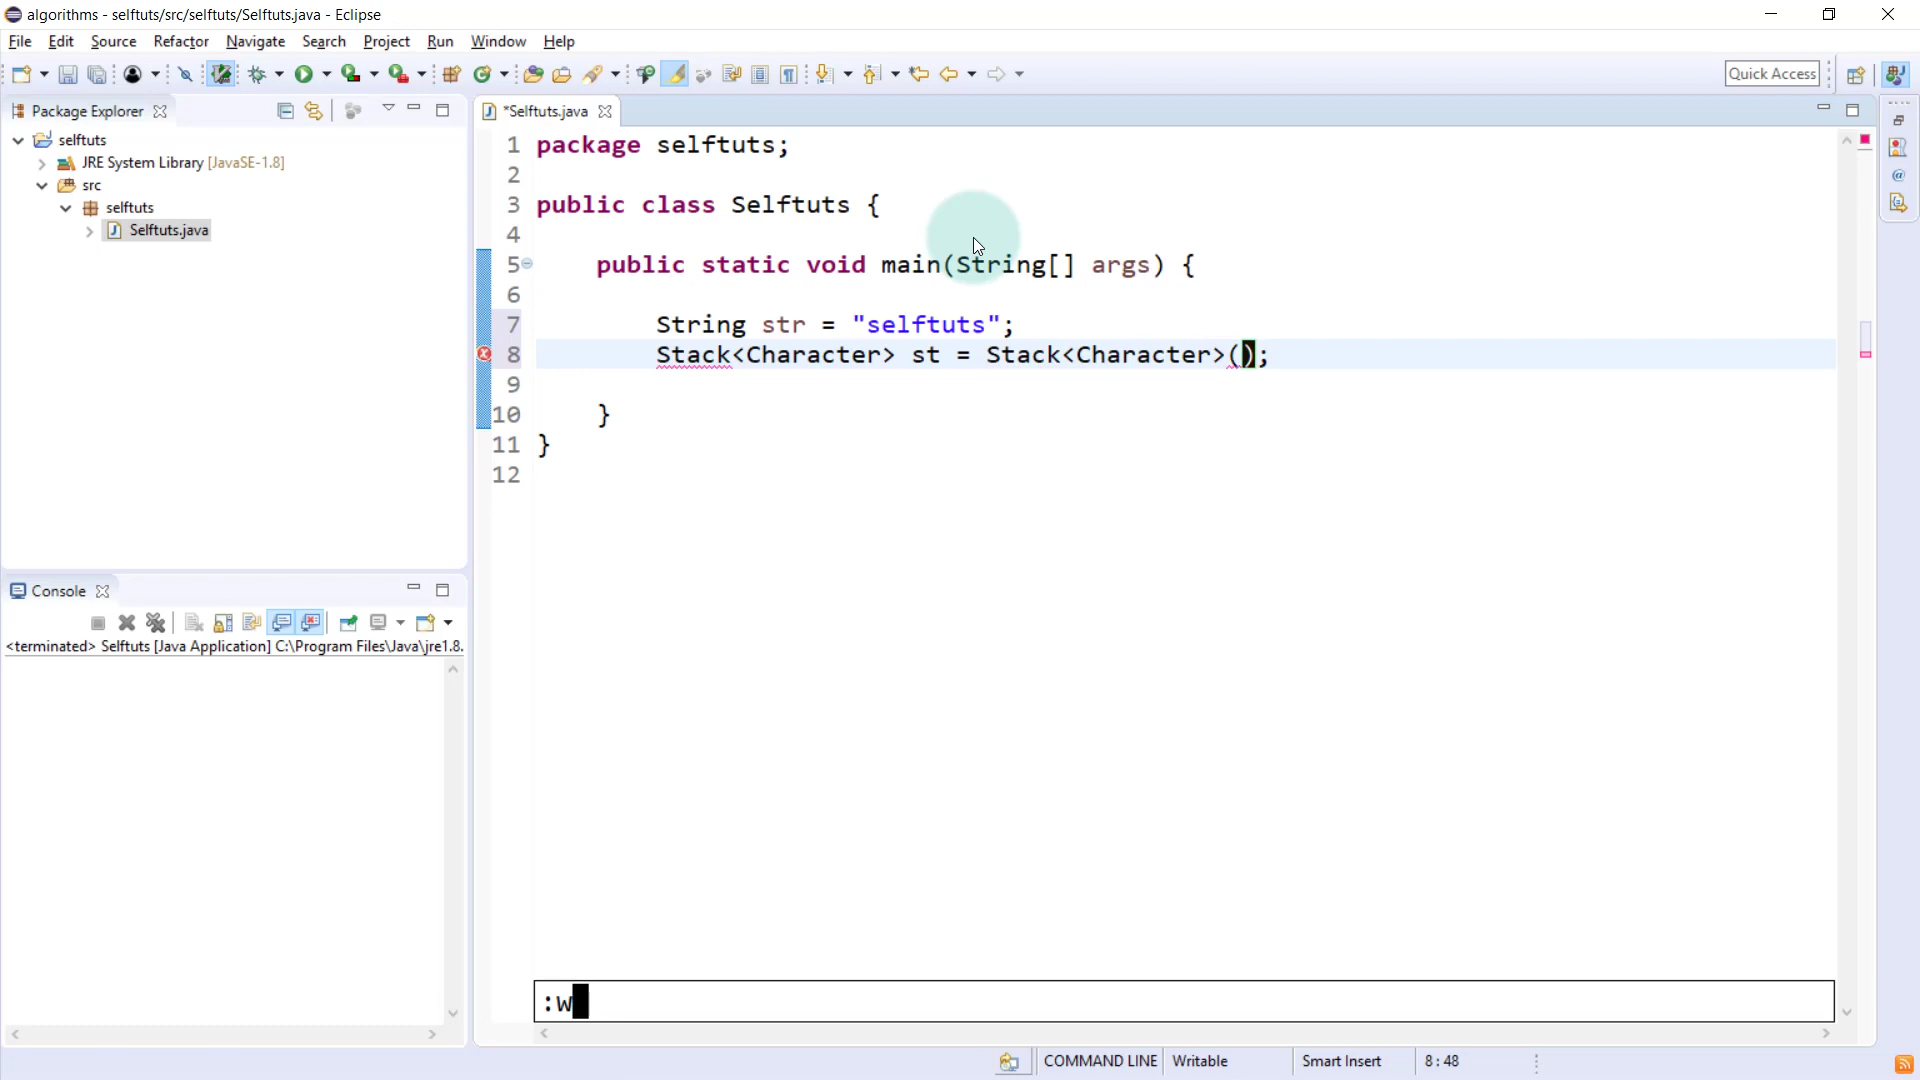 algorithms - selftuts/src/selftuts/Selftuts.java - Eclipse
File Edit Source Refactor Navigate Search Project Run Window Help
Quick Access
Package Explorer
selftuts
JRE System Library [JavaSE-1.8]
src
selftuts
Selftuts.java
*Selftuts.java
1 package selftuts;
2
3 public class Selftuts {
4
5 public static void main(String[] args) {
6
7 String str = "selftuts";
8 Stack<Character> st = Stack<Character>();
9
10 }
11 }
12
Console
<terminated> Selftuts [Java Application] C:\Program Files\Java\jre1.8.
:w
COMMAND LINE Writable Smart Insert 8 : 48